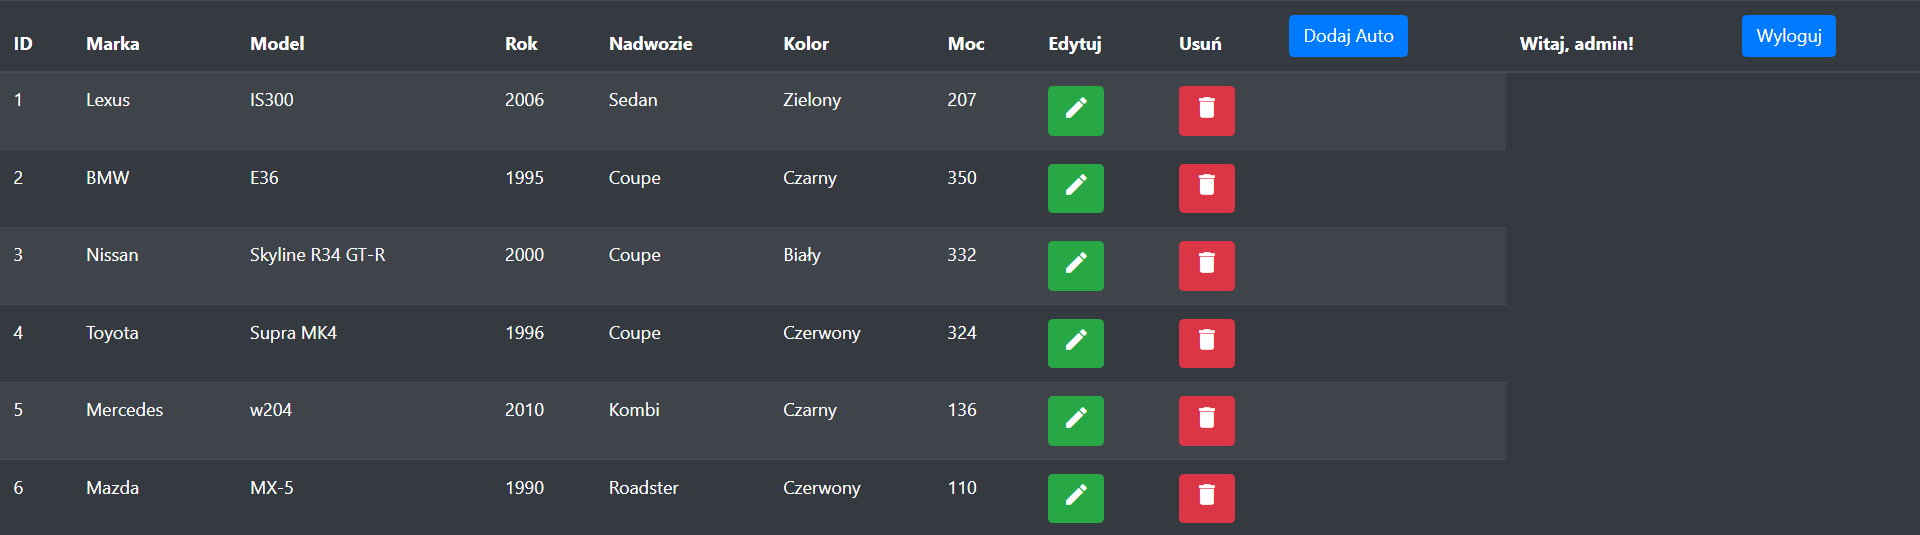 ID Marka Model Rok Nadwozie Kolor Moc Edytuj Usuń Dodaj Auto Witaj, admin! Wyloguj
1 Lexus IS300 2006 Sedan Zielony 207
2 BMW E36 1995 Coupe Czarny 350
3 Nissan Skyline R34 GT-R 2000 Coupe Biały 332
4 Toyota Supra MK4 1996 Coupe Czerwony 324
5 Mercedes w204 2010 Kombi Czarny 136
6 Mazda MX-5 1990 Roadster Czerwony 110